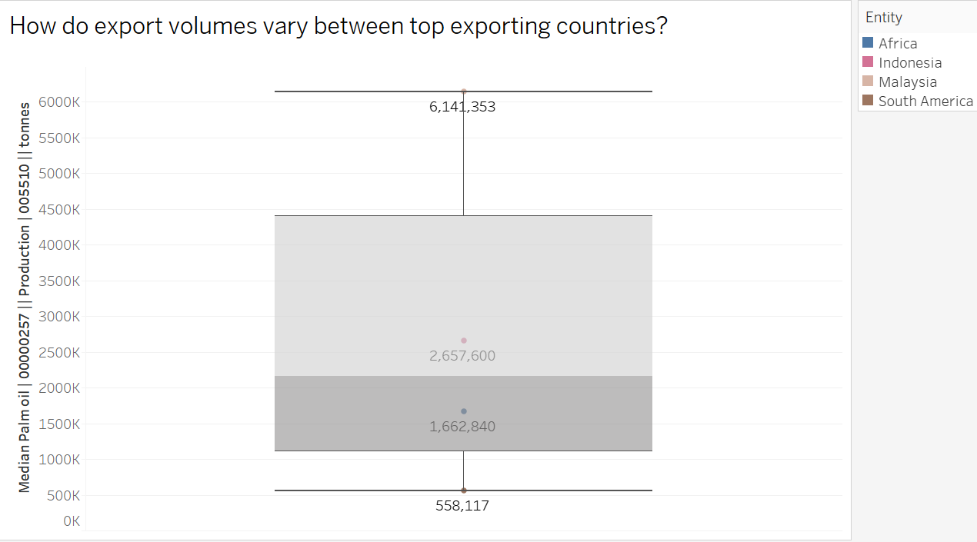 How do export volumes vary between top exporting countries?
Entity
Africa
Indonesia
Malaysia
South America
Median Palm oil | 00000257 || Production | 005510 || tonnes
6000K
5500K
5000K
4500K
4000K
3500K
3000K
2500K
2000K
1500K
1000K
500K
0K
6,141,353
2,657,600
1,662,840
558,117